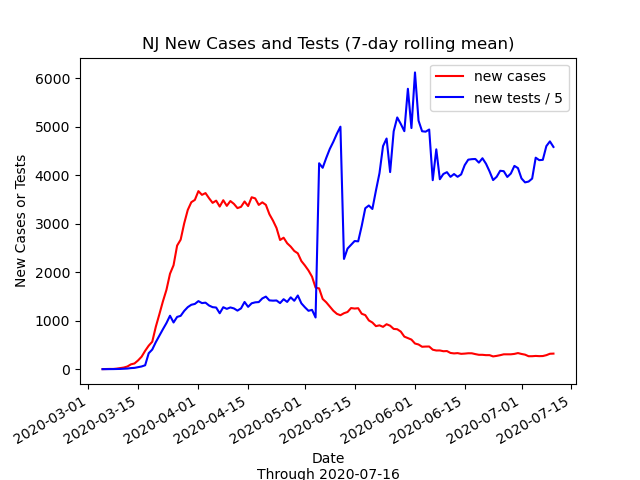 NJ New Cases and Tests (7-day rolling mean)
new cases
new tests / 5
New Cases or Tests
6000
5000
4000
3000
2000
1000
0
2020-03-01
2020-03-15
2020-04-01
2020-04-15
2020-05-01
2020-05-15
2020-06-01
2020-06-15
2020-07-01
2020-07-15
Date
Through 2020-07-16